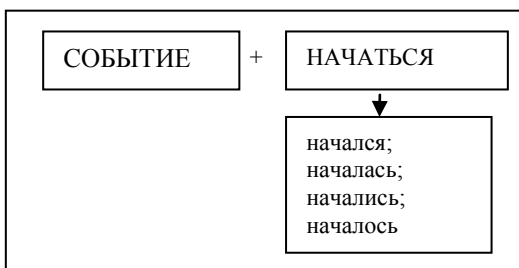 СОБЫТИЕ + НАЧАТЬСЯ
начался;
началась;
начались;
началось